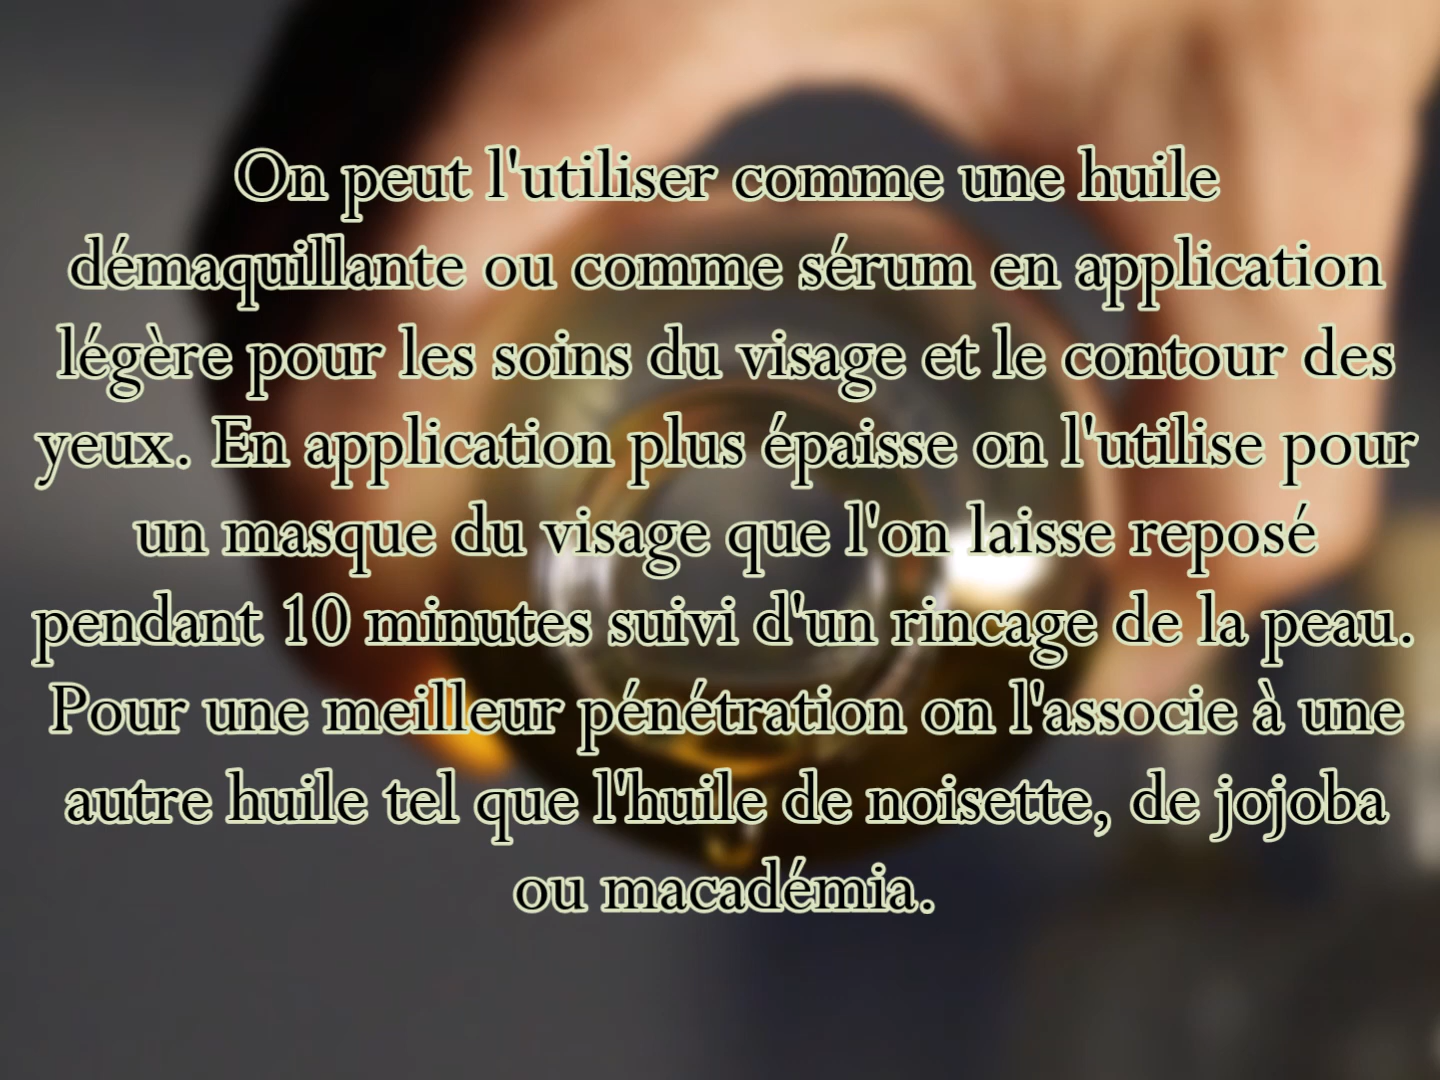 On peut l'utiliser comme une huile
démaquillante ou comme sérum en application
légère pour les soins du visage et le contour des
yeux. En application plus épaisse on l'utilise pour
un masque du visage que l'on laisse reposé
pendant 10 minutes suivi d'un rincage de la peau.
Pour une meilleur pénétration on l'associe à une
autre huile tel que l'huile de noisette, de jojoba
ou macadémia.